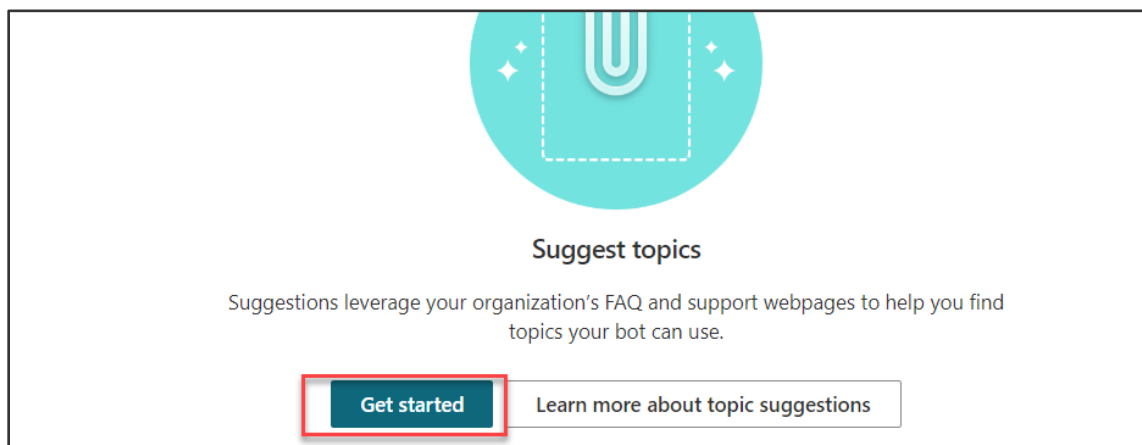 Suggest topics
Suggestions leverage your organization's FAQ and support webpages to help you find
topics your bot can use.
Get started
Learn more about topic suggestions